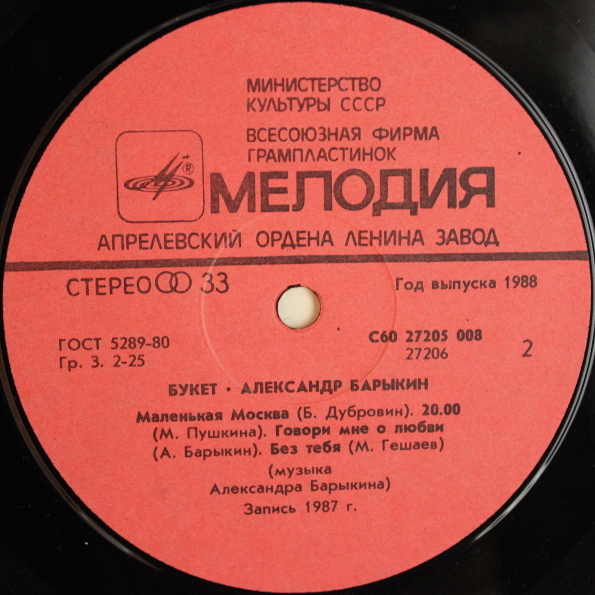 МИНИСТЕРСТВО
КУЛЬТУРЫ СССР
ВСЕСОЮЗНАЯ ФИРМА
ГРАМПЛАСТИНОК
®
МЕЛОДИЯ
АПРЕЛЕВСКИЙ ОРДЕНА ЛЕНИНА ЗАВОД
СТЕРЕО 33
Год выпуска 1988
ГОСТ 5289-80
Гр. 3. 2-25
С60 27205 008
27206
2
БУКЕТ • АЛЕКСАНДР БАРЫКИН
Маленькая Москва (Б. Дубровин). 20.00
(М. Пушкина). Говори мне о любви
(А. Барыкин). Без тебя (М. Гешаев)
(музыка
Александра Барыкина)
Запись 1987 г.